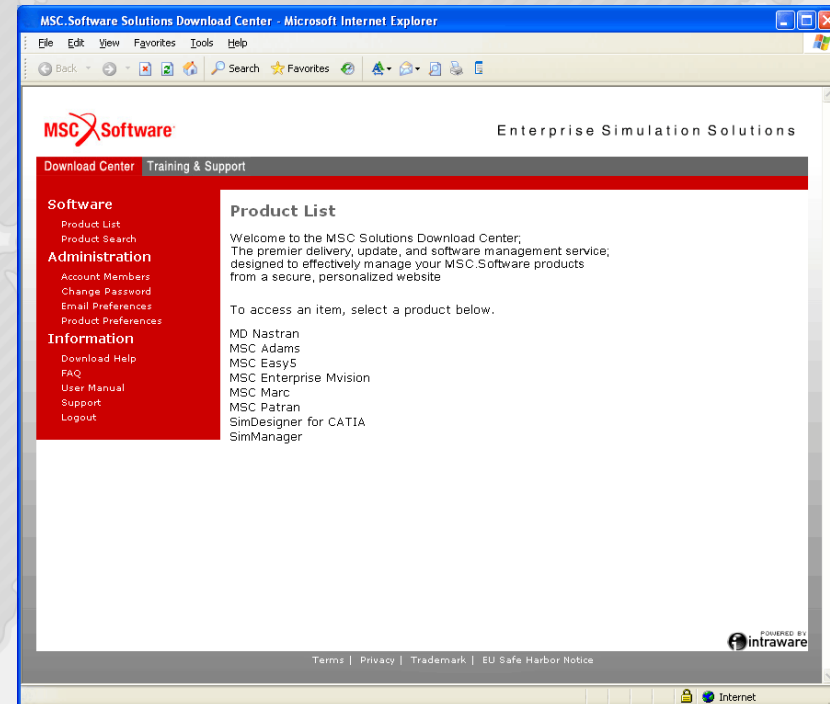 MSC.Software Solutions Download Center - Microsoft Internet Explorer
File Edit View Favorites Tools Help
Back Search Favorites
MSC Software
Enterprise Simulation Solutions
Download Center Training & Support
Software
Product List
Product Search
Administration
Account Members
Change Password
Email Preferences
Product Preferences
Information
Download Help
FAQ
User Manual
Support
Logout
Product List
Welcome to the MSC Solutions Download Center;
The premier delivery, update, and software management service;
designed to effectively manage your MSC.Software products
from a secure, personalized website
To access an item, select a product below.
MD Nastran
MSC Adams
MSC Easy5
MSC Enterprise Mvision
MSC Marc
MSC Patran
SimDesigner for CATIA
SimManager
POWERED BY
intraware
Terms | Privacy | Trademark | EU Safe Harbor Notice
Internet